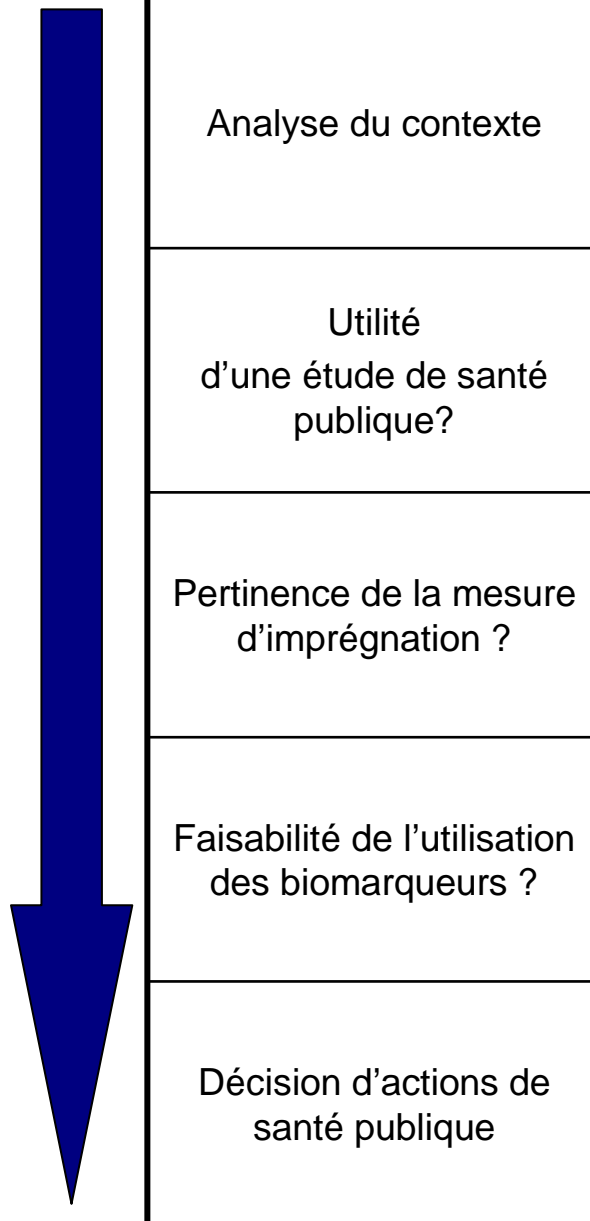 Analyse du contexte
Utilité
d’une étude de santé
publique?
Pertinence de la mesure
d’imprégnation ?
Faisabilité de l’utilisation
des biomarqueurs ?
Décision d’actions de
santé publique